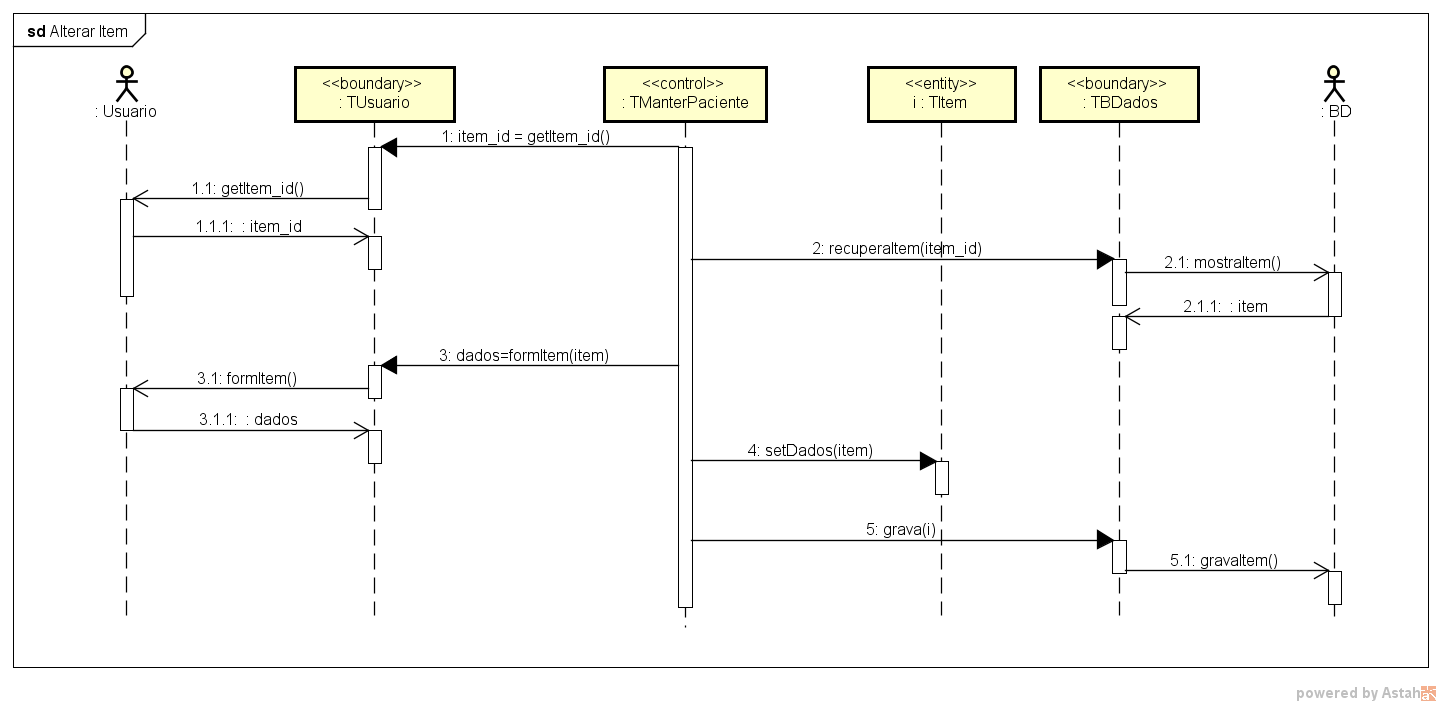 sd Alterar Item
: Usuario
<<boundary>>
: TUsuario
<<control>>
: TManterPaciente
<<entity>>
i : TItem
<<boundary>>
: TBDados
: BD
1: item_id = getItem_id()
1.1: getItem_id()
1.1.1:  : item_id
2: recuperaItem(item_id)
2.1: mostraItem()
2.1.1:  : item
3: dados=formItem(item)
3.1: formItem()
3.1.1:  : dados
4: setDados(item)
5: grava(i)
5.1: gravaItem()
powered by Astah